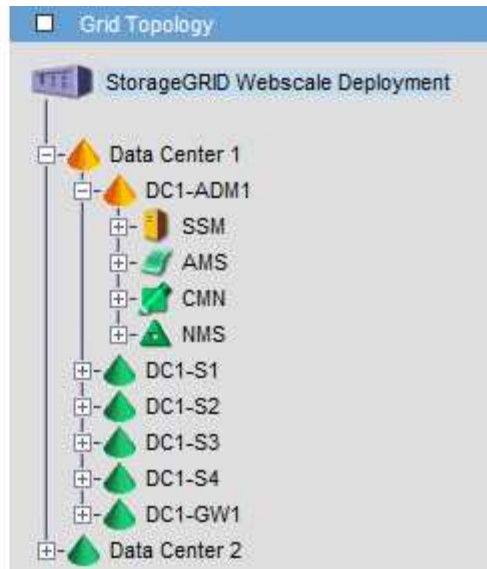 Grid Topology
StorageGRID Webscale Deployment
Data Center 1
DC1-ADM1
SSM
AMS
CMN
NMS
DC1-S1
DC1-S2
DC1-S3
DC1-S4
DC1-GW1
Data Center 2